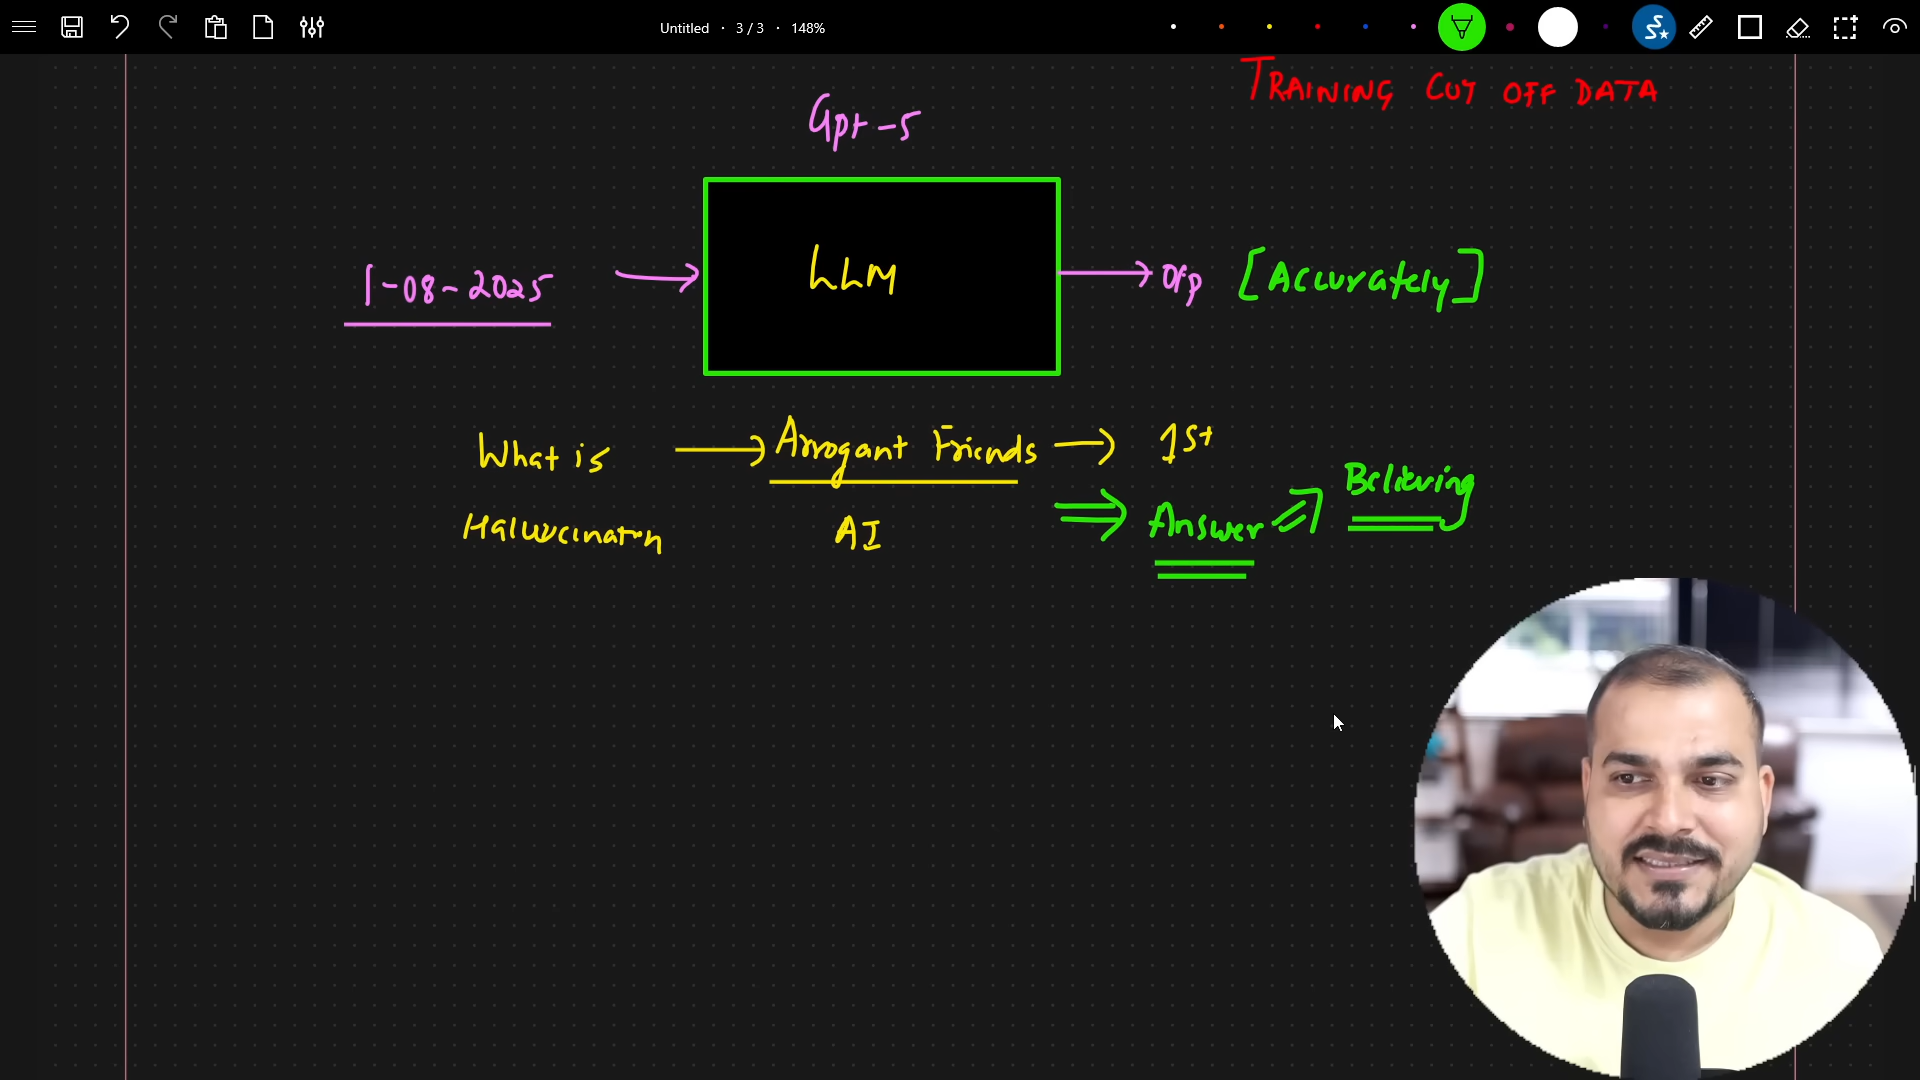 Untitled · 3 / 3 · 148%
TRAINING CUT OFF DATA
Gpt-5
1-08-2025
LLM
O/p [Accurately]
What is
Arrogant Friends
1st
Believing
Answer
AI